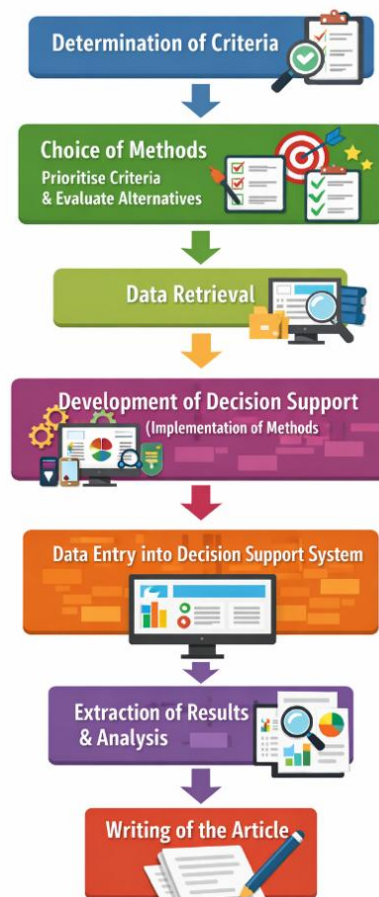 Determination of Criteria
Choice of Methods
Prioritise Criteria
& Evaluate Alternatives
Data Retrieval
Development of Decision Support
(Implementation of Methods
Data Entry into Decision Support System
Extraction of Results
& Analysis
Writing of the Article